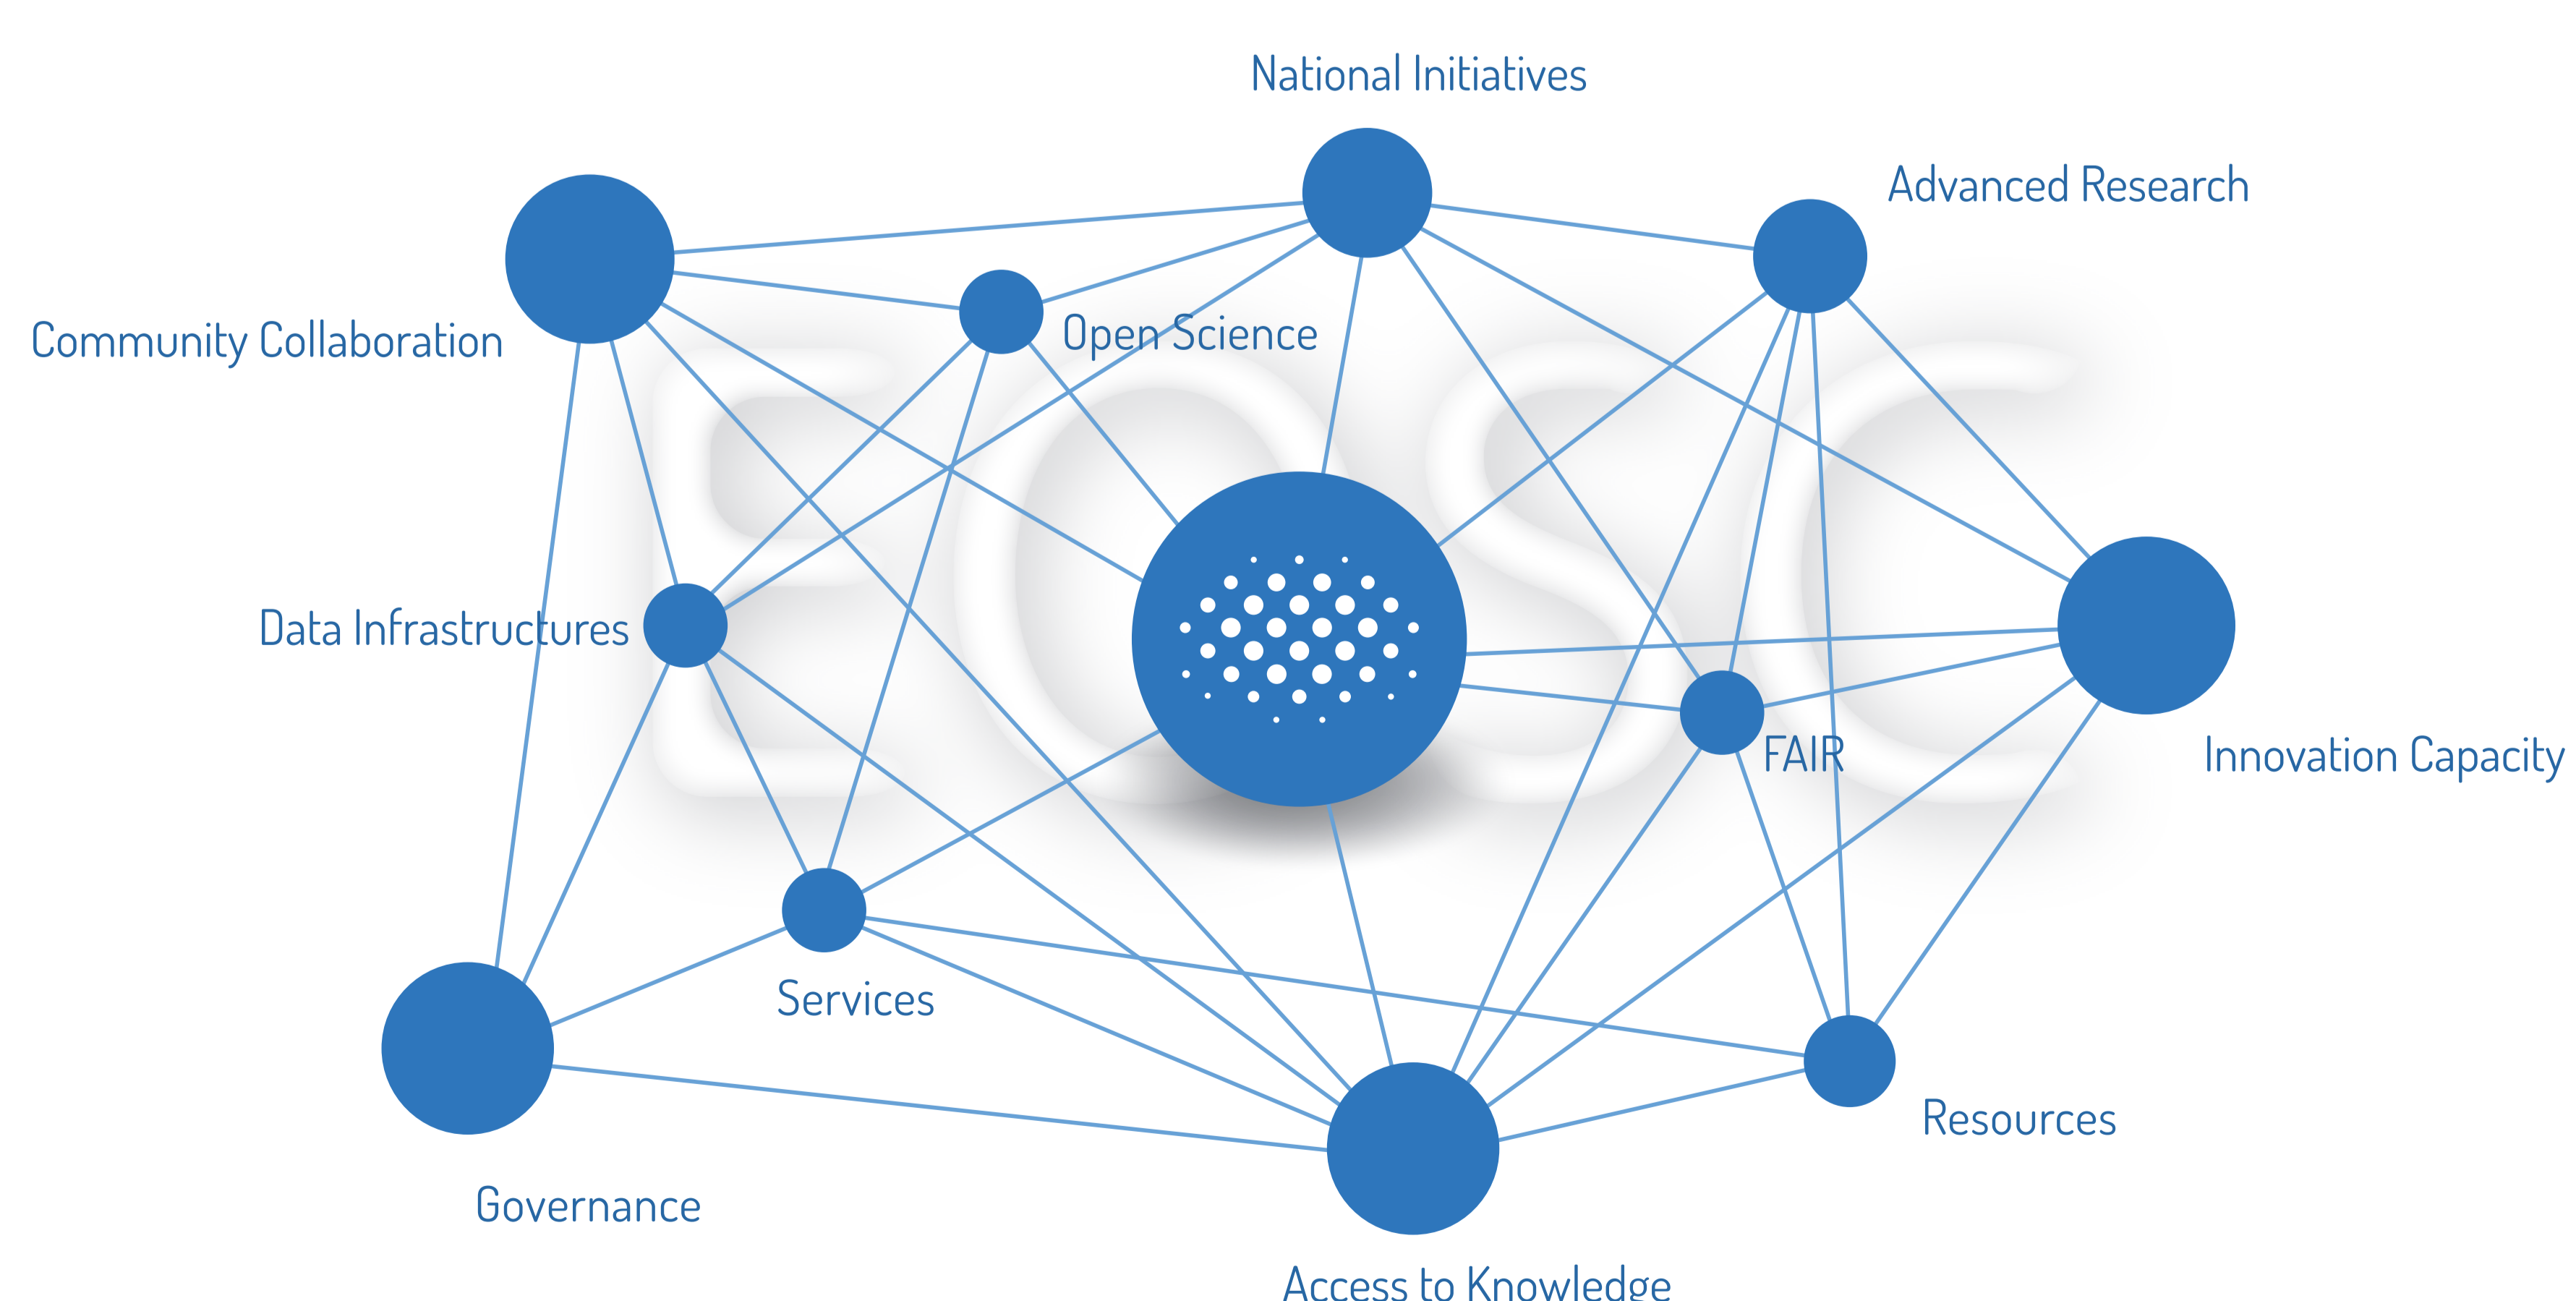 National Initiatives
Advanced Research
Community Collaboration
Open Science
EOSC
Data Infrastructures
FAIR
Innovation Capacity
Services
Resources
Governance
Access to Knowledge